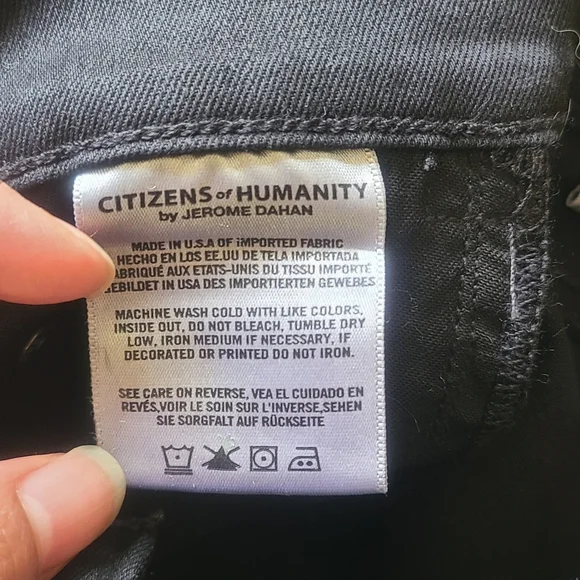 CITIZENS of HUMANITY
by JEROME DAHAN
MADE IN U.S.A OF IMPORTED FABRIC
HECHO EN LOS EE.UU DE TELA IMPORTADA
FABRIQUÉ AUX ETATS-UNIS DU TISSU IMPORTÉ
GEBILDET IN USA DES IMPORTIERTEN GEWEBES
MACHINE WASH COLD WITH LIKE COLORS,
INSIDE OUT, DO NOT BLEACH, TUMBLE DRY
LOW, IRON MEDIUM IF NECESSARY, IF
DECORATED OR PRINTED DO NOT IRON.
SEE CARE ON REVERSE, VEA EL CUIDADO EN
REVÉS,VOIR LE SOIN SUR L'INVERSE,SEHEN
SIE SORGFALT AUF RÜCKSEITE